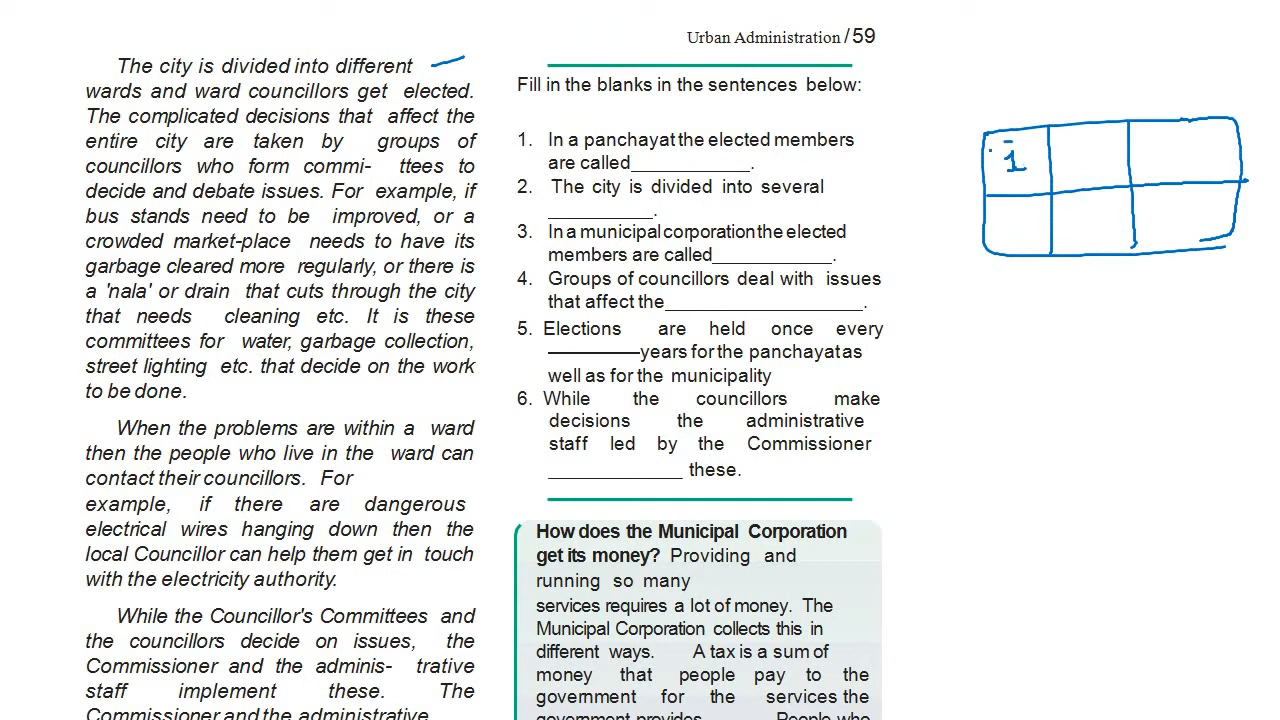 Urban Administration / 59
The city is divided into different
wards and ward councillors get elected.
The complicated decisions that affect the
entire city are taken by groups of
councillors who form commi- ttees to
decide and debate issues. For example, if
bus stands need to be improved, or a
crowded market-place needs to have its
garbage cleared more regularly, or there is
a 'nala' or drain that cuts through the city
that needs cleaning etc. It is these
committees for water, garbage collection,
street lighting etc. that decide on the work
to be done.
When the problems are within a ward
then the people who live in the ward can
contact their councillors. For
example, if there are dangerous
electrical wires hanging down then the
local Councillor can help them get in touch
with the electricity authority.
While the Councillor's Committees and
the councillors decide on issues, the
Commissioner and the adminis- trative
staff implement these. The
Commissioner and the administrative
Fill in the blanks in the sentences below:
1. In a panchayat the elected members
are called____________.
2. The city is divided into several
___________.
3. In a municipal corporation the elected
members are called____________.
4. Groups of councillors deal with issues
that affect the____________________.
5. Elections are held once every
__________years for the panchayat as
well as for the municipality
6. While the councillors make
decisions the administrative
staff led by the Commissioner
______________ these.
How does the Municipal Corporation
get its money? Providing and
running so many
services requires a lot of money. The
Municipal Corporation collects this in
different ways. A tax is a sum of
money that people pay to the
government for the services the
government provides. People who
1